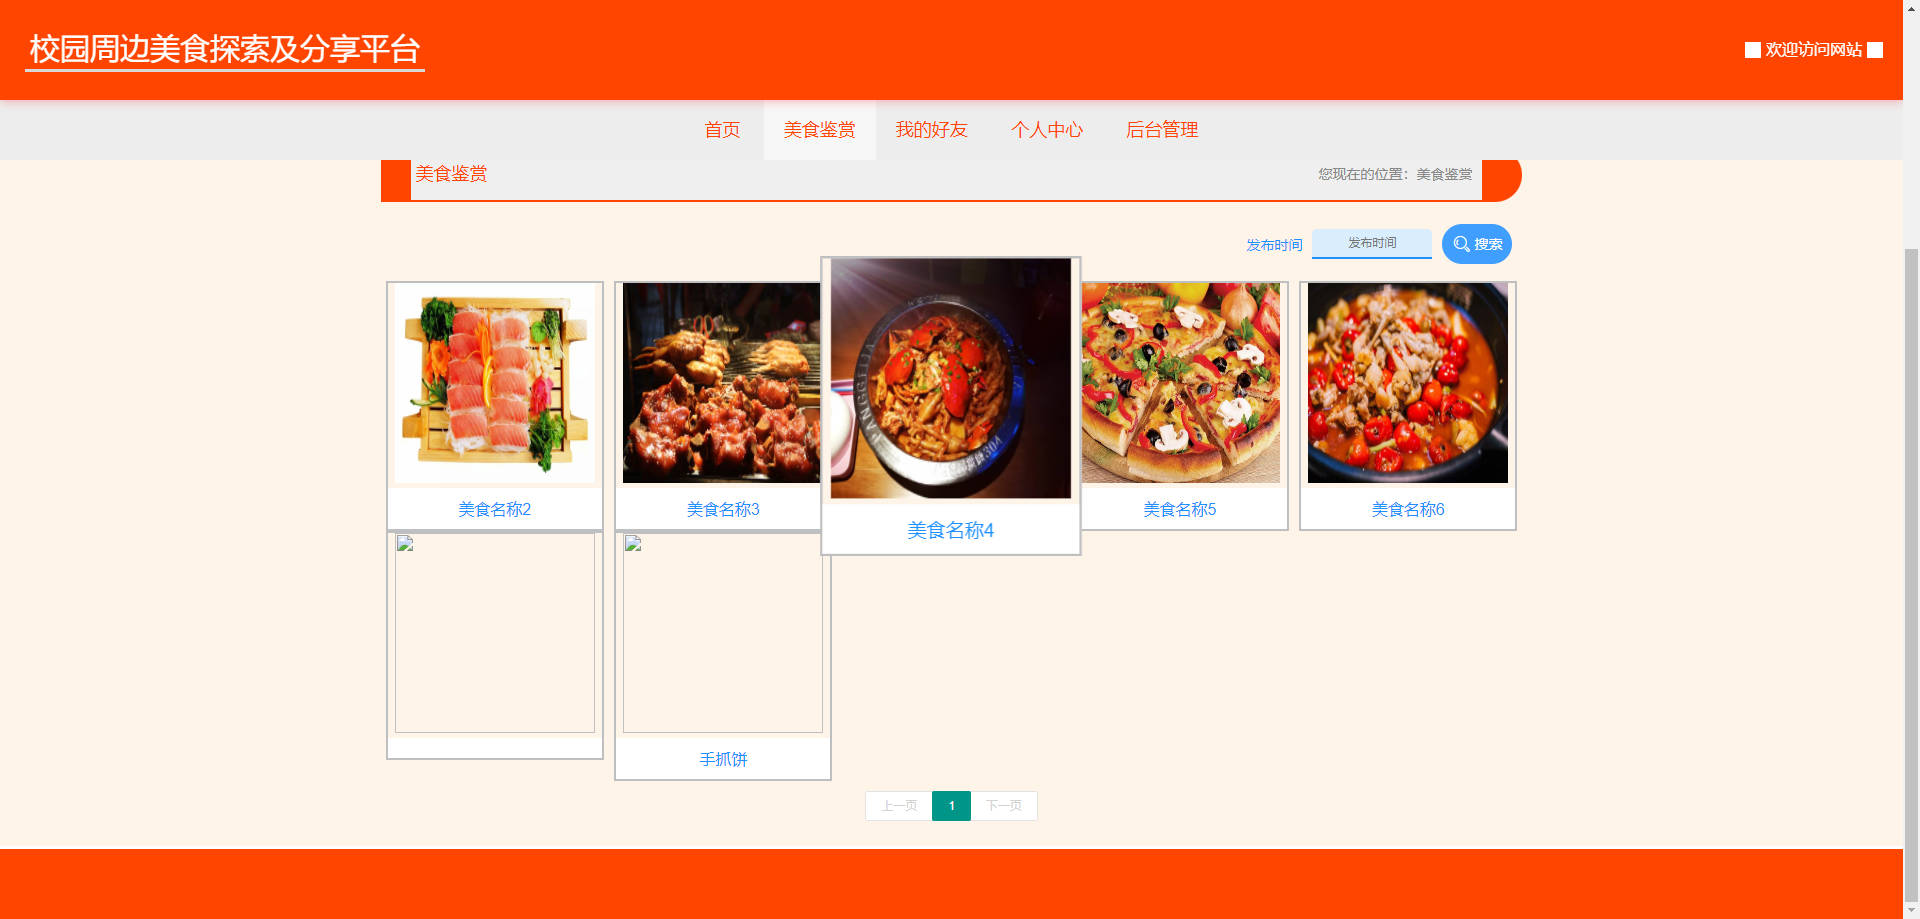 校园周边美食探索及分享平台
欢迎访问网站
首页 美食鉴赏 我的好友 个人中心 后台管理
美食鉴赏 您现在的位置：美食鉴赏
发布时间 发布时间 搜索
美食名称2 美食名称3 美食名称4 美食名称5 美食名称6
手抓饼
上一页 1 下一页